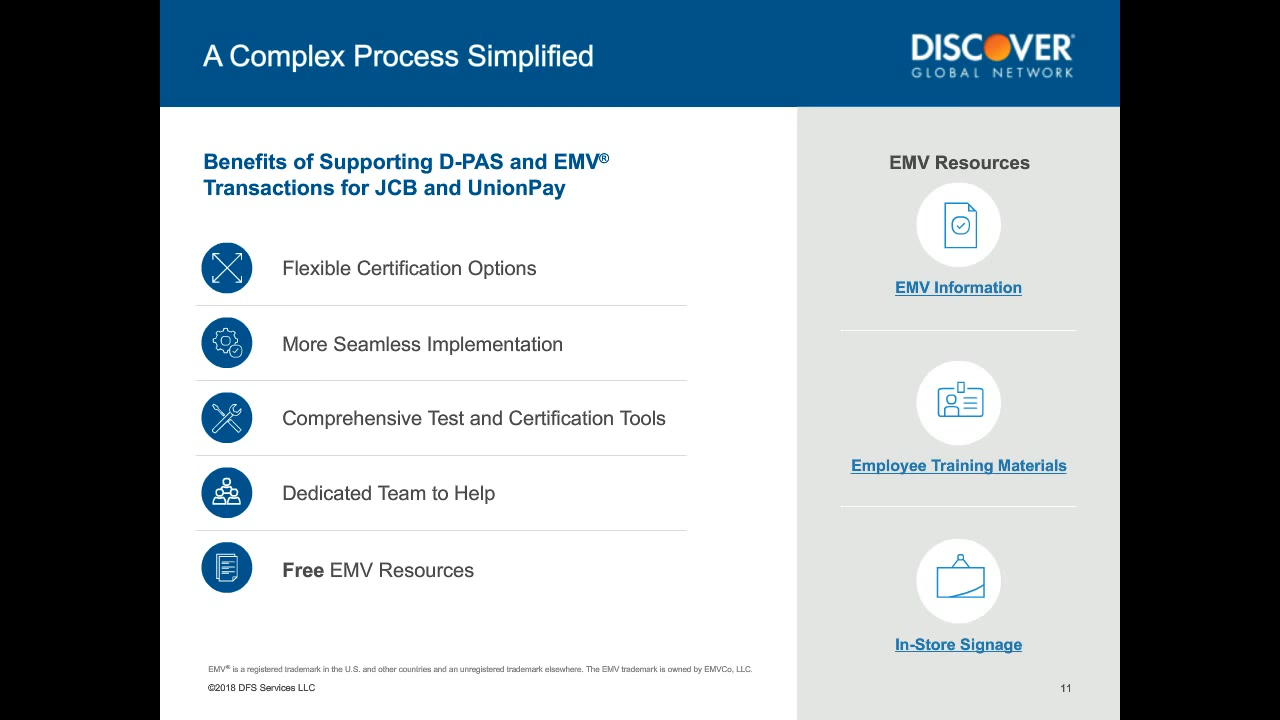 A Complex Process Simplified
DISCOVER®
GLOBAL NETWORK
Benefits of Supporting D-PAS and EMV®
Transactions for JCB and UnionPay
Flexible Certification Options
More Seamless Implementation
Comprehensive Test and Certification Tools
Dedicated Team to Help
Free EMV Resources
EMV Resources
EMV Information
Employee Training Materials
In-Store Signage
EMV® is a registered trademark in the U.S. and other countries and an unregistered trademark elsewhere. The EMV trademark is owned by EMVCo, LLC.
©2018 DFS Services LLC
11